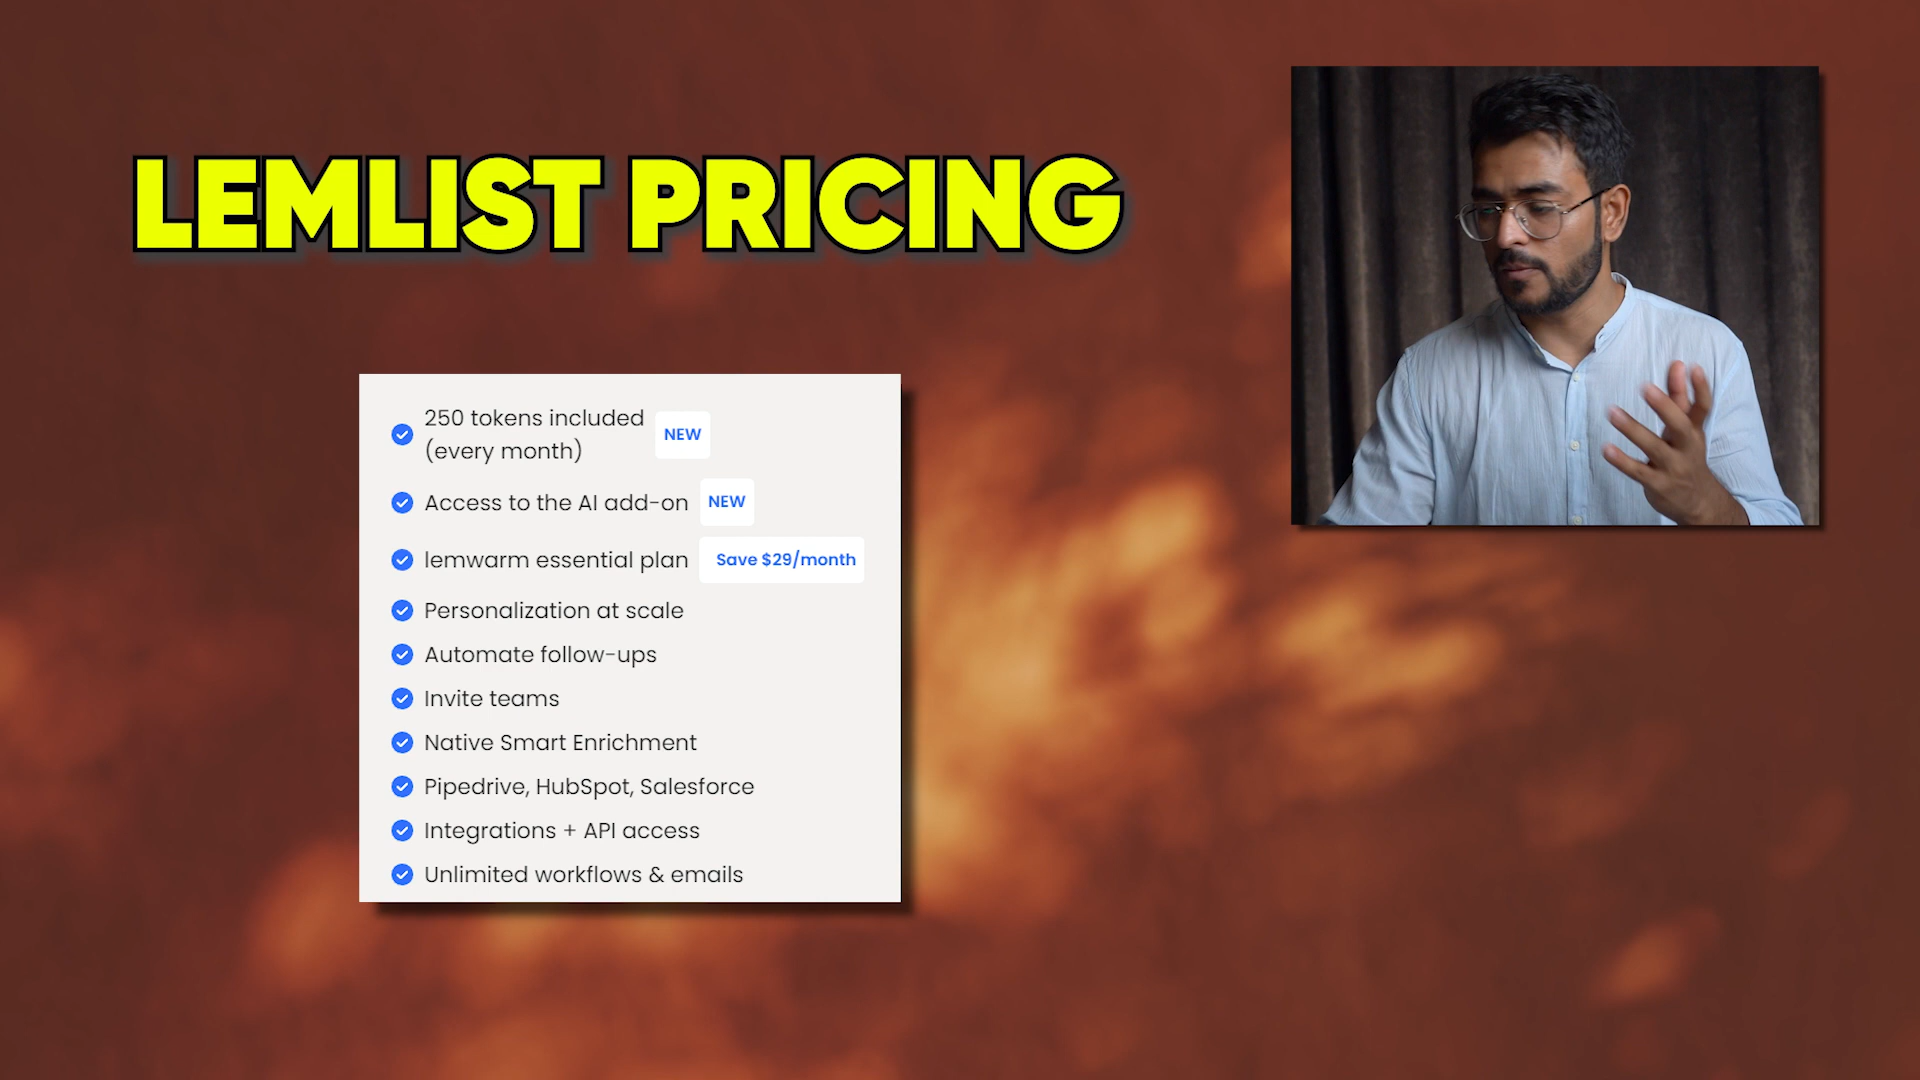 LEMLIST PRICING
250 tokens included
(every month)
NEW
Access to the AI add-on NEW
lemwarm essential plan Save $29/month
Personalization at scale
Automate follow-ups
Invite teams
Native Smart Enrichment
Pipedrive, HubSpot, Salesforce
Integrations + API access
Unlimited workflows & emails